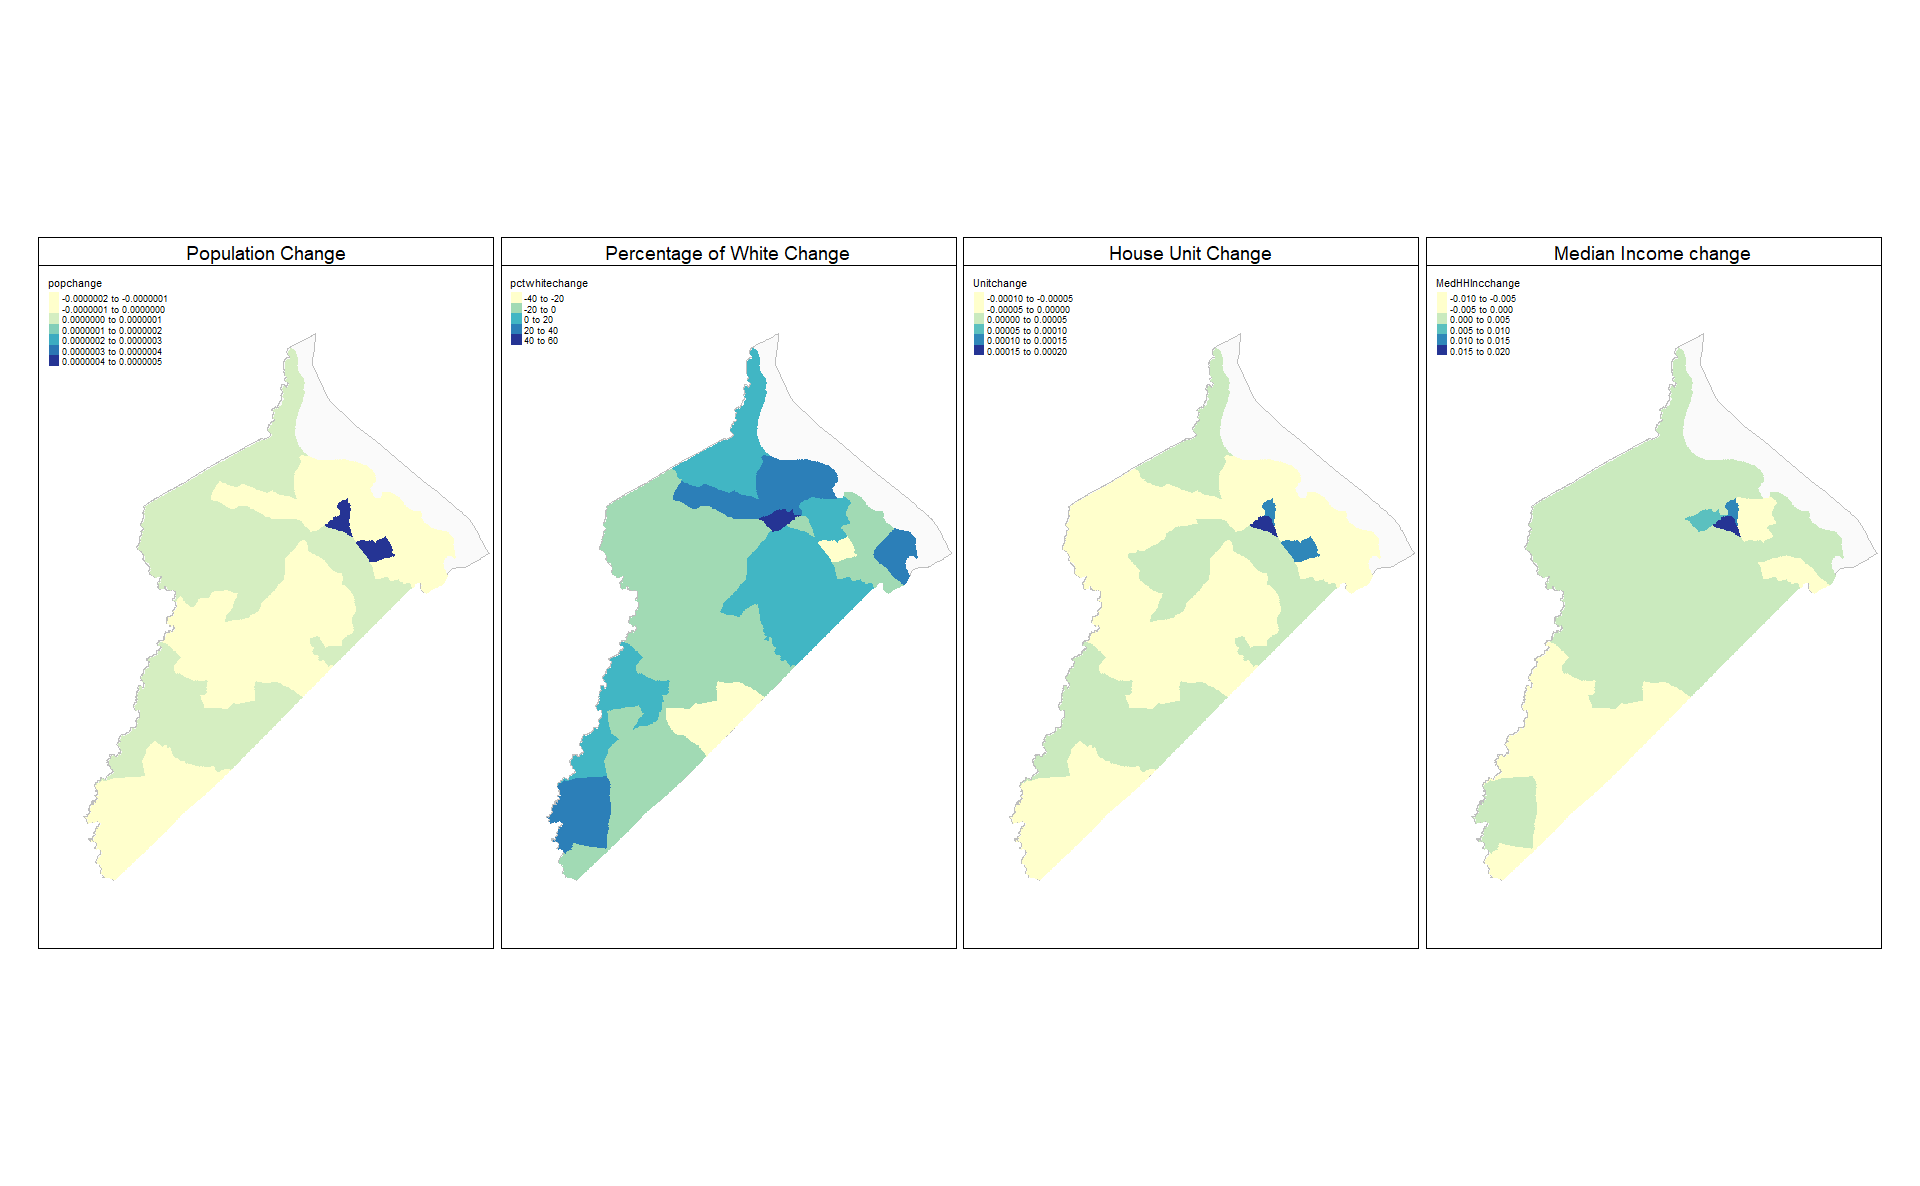 Population Change
popchange
-0.0000002 to -0.0000001
-0.0000001 to 0.0000000
0.0000000 to 0.0000001
0.0000001 to 0.0000002
0.0000002 to 0.0000003
0.0000003 to 0.0000004
0.0000004 to 0.0000005
Percentage of White Change
pctwhitechange
-40 to -20
-20 to 0
0 to 20
20 to 40
40 to 60
House Unit Change
Unitchange
-0.00010 to -0.00005
-0.00005 to 0.00000
0.00000 to 0.00005
0.00005 to 0.00010
0.00010 to 0.00015
0.00015 to 0.00020
Median Income change
MedHHIncchange
-0.010 to -0.005
-0.005 to 0.000
0.000 to 0.005
0.005 to 0.010
0.010 to 0.015
0.015 to 0.020